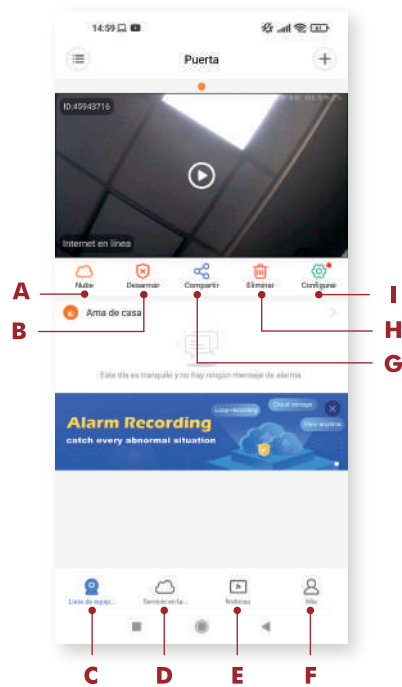 14:59
Puerta
ID:45943716
Internet en línea
Nube
Desarmar
Compartir
Eliminar
Configurar
A
B
I
H
G
Ama de casa
Este día es tranquilo y no hay ningún mensaje de alarma
Loop recording
Cloud storage
View anytime
Alarm Recording
catch every abnormal situation
Lista de equip...
Servicio en la...
Noticias
Mío
C
D
E
F